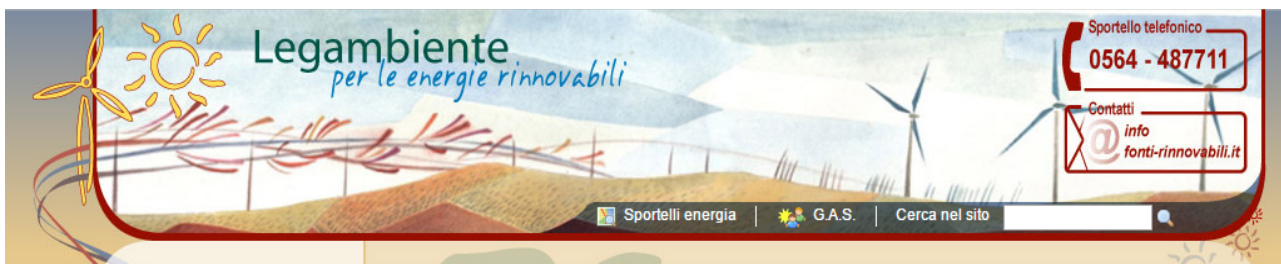 Legambiente
per le energie rinnovabili
Sportello telefonico
0564 - 487711
Contatti
@ info
fonti-rinnovabili.it
Sportelli energia | G.A.S. | Cerca nel sito